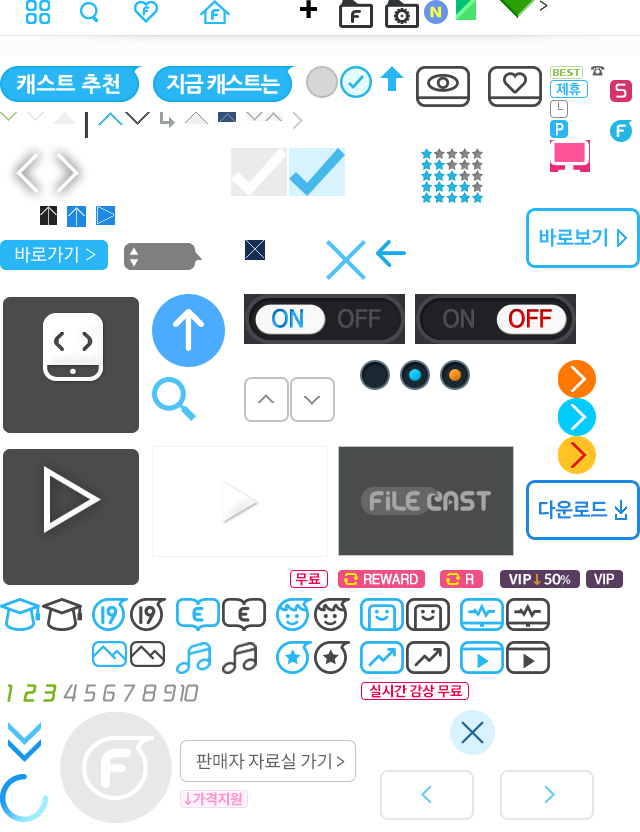 F F F N
캐스트 추천 지금 캐스트는
BEST
제휴
S
P F
바로보기
바로가기 >
ON OFF ON OFF
FiLE CAST
다운로드
무료 REWARD R VIP↓50% VIP
19 19 E E
1 2 3 4 5 6 7 8 9 10
실시간 감상 무료
F
판매자 자료실 가기 >
↓가격지원